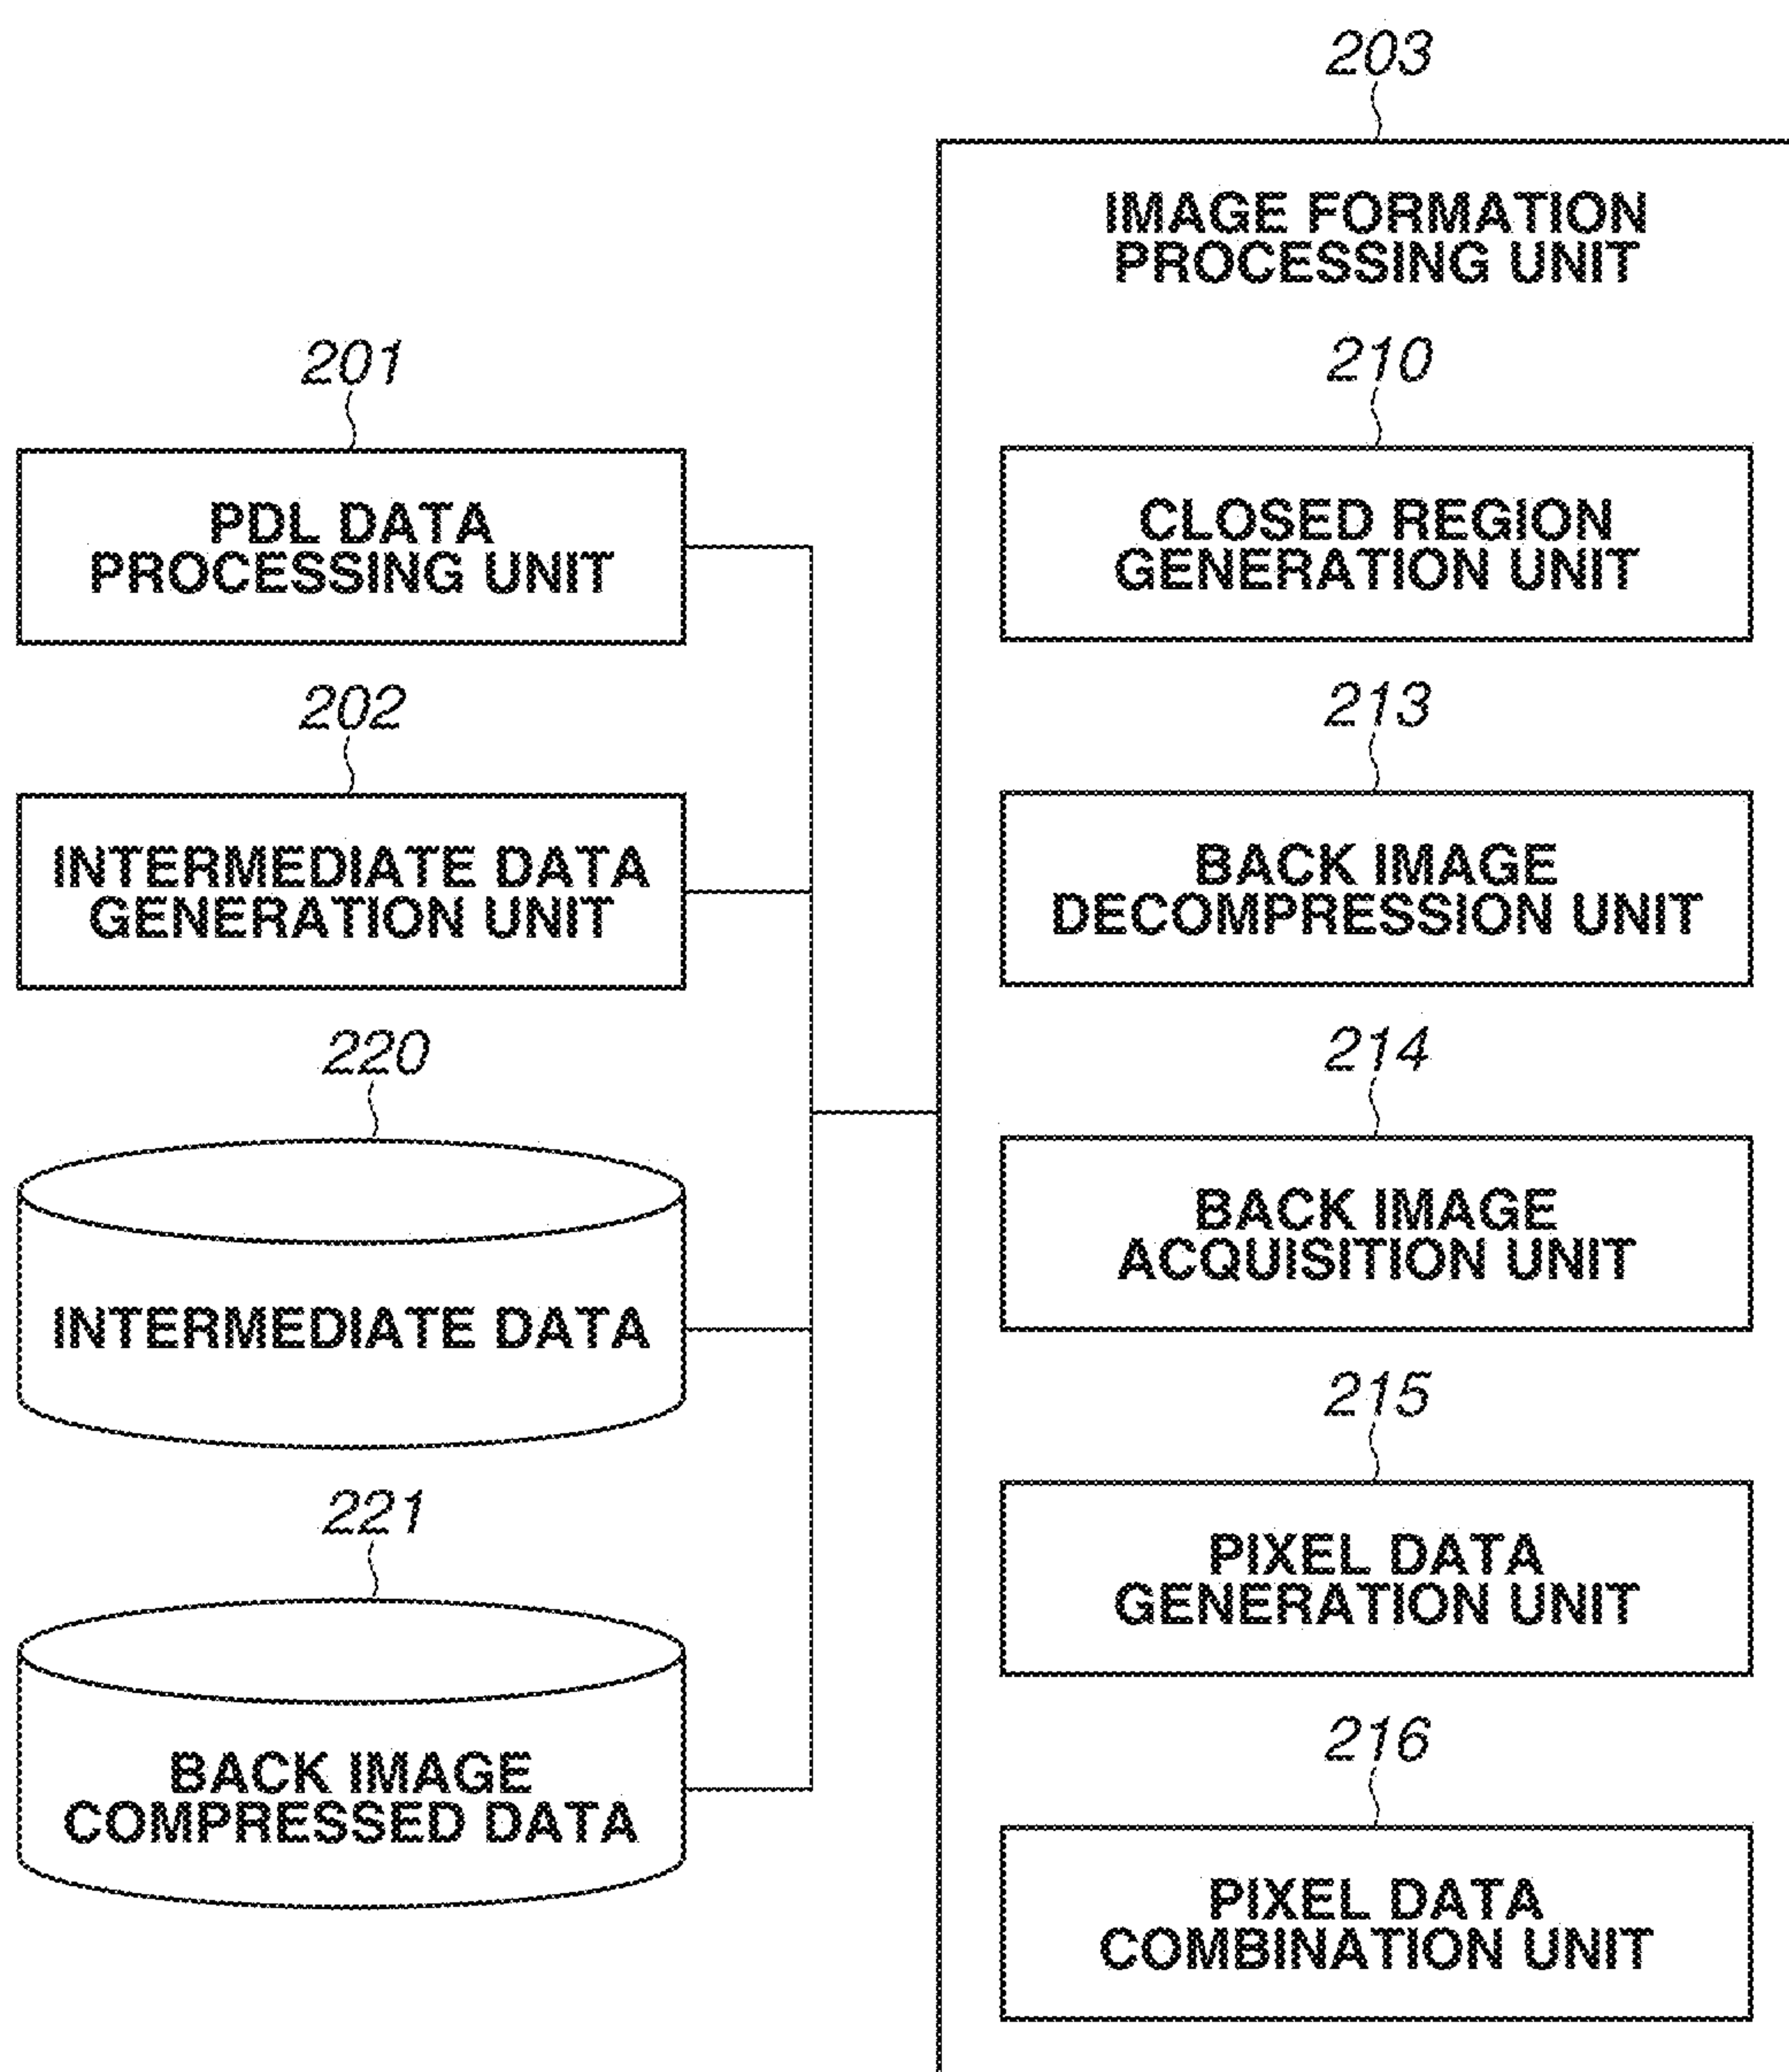 203
IMAGE FORMATION
PROCESSING UNIT
201
PDL DATA
PROCESSING UNIT
202
INTERMEDIATE DATA
GENERATION UNIT
220
INTERMEDIATE DATA
221
BACK IMAGE
COMPRESSED DATA
210
CLOSED REGION
GENERATION UNIT
213
BACK IMAGE
DECOMPRESSION UNIT
214
BACK IMAGE
ACQUISITION UNIT
215
PIXEL DATA
GENERATION UNIT
216
PIXEL DATA
COMBINATION UNIT